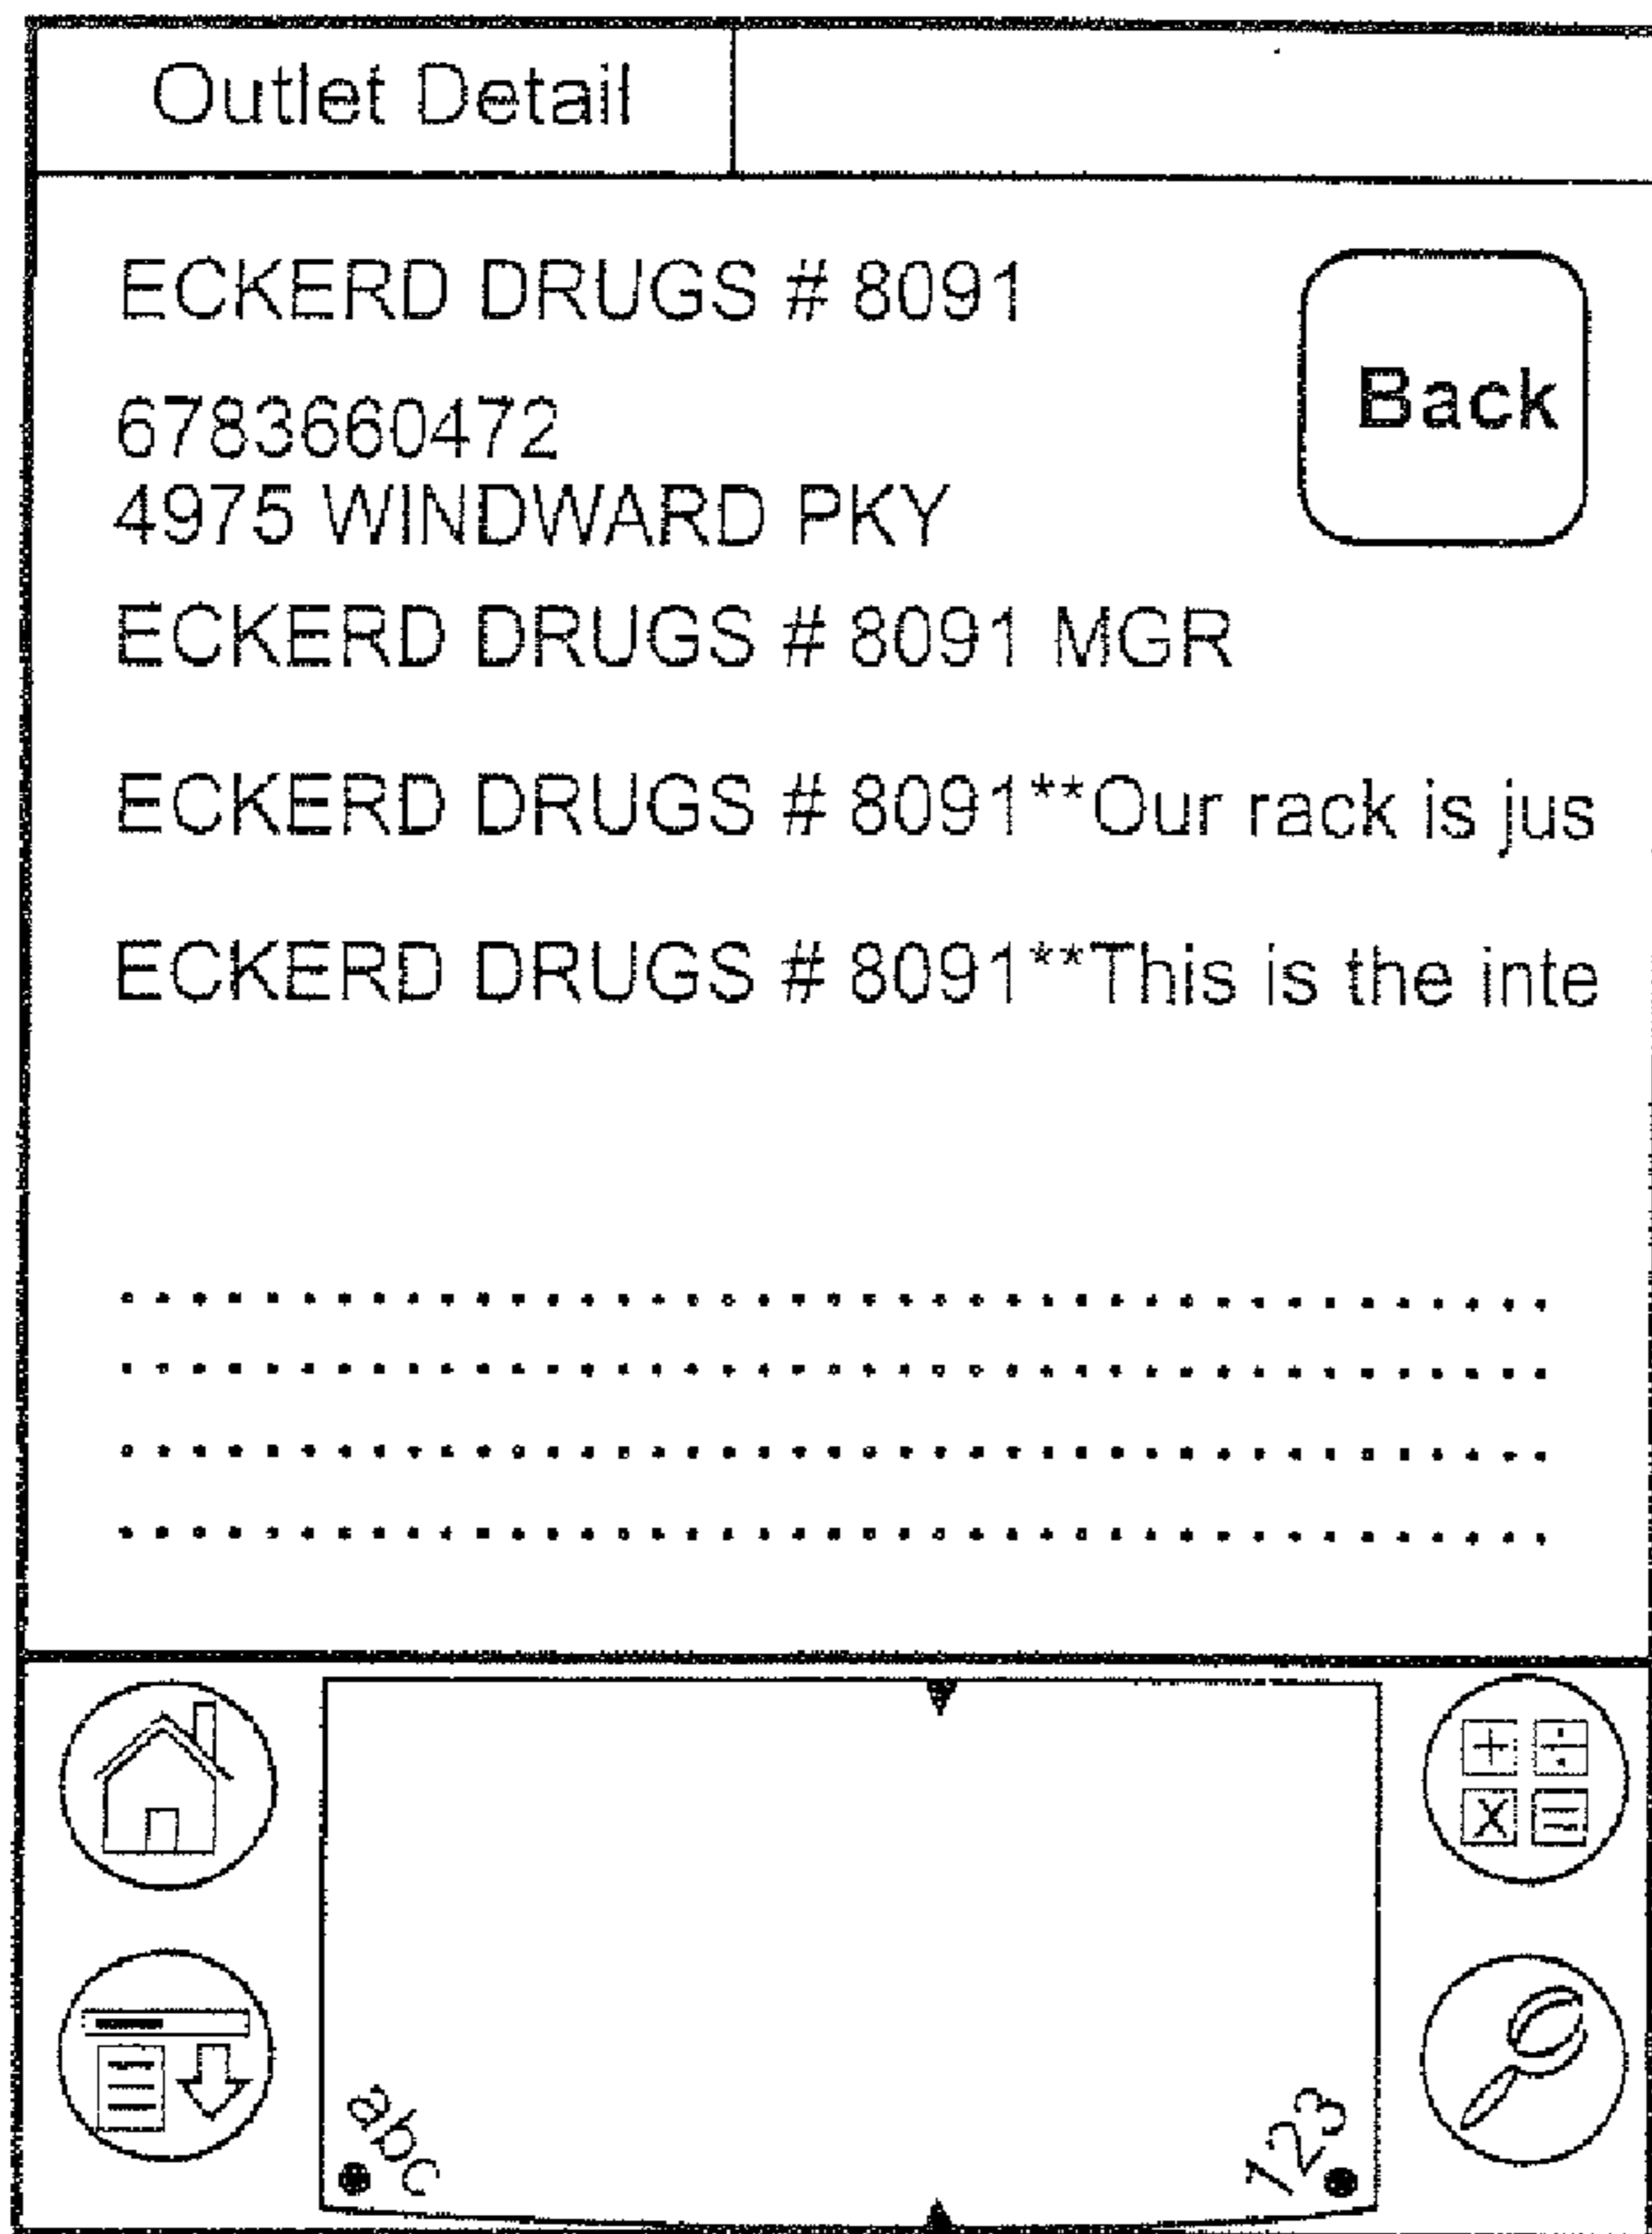 Outlet Detail
ECKERD DRUGS # 8091
Back
6783660472
4975 WINDWARD PKY
ECKERD DRUGS # 8091 MGR
ECKERD DRUGS # 8091**Our rack is jus
ECKERD DRUGS # 8091**This is the inte
abc
123